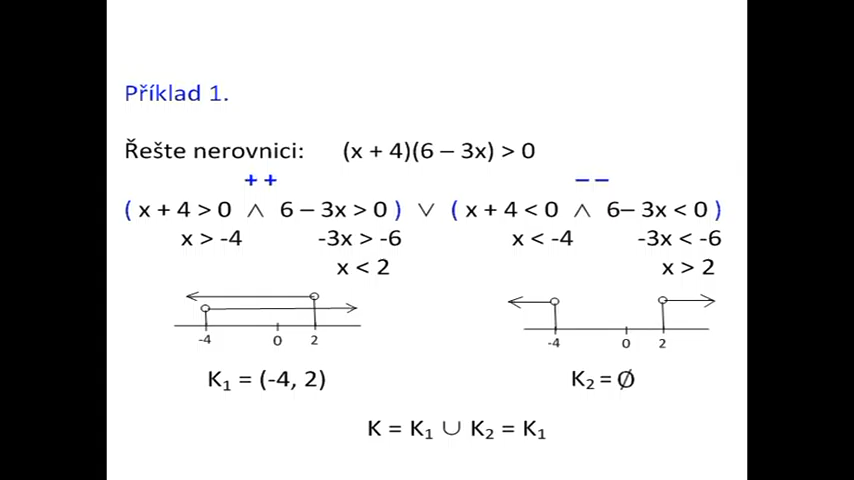 Příklad 1.
Řešte nerovnici: (x + 4)(6 – 3x) > 0
+ + – –
( x + 4 > 0 ∧ 6 – 3x > 0 ) ∨ ( x + 4 < 0 ∧ 6– 3x < 0 )
x > -4 -3x > -6 x < -4 -3x < -6
x < 2 x > 2
-4 0 2 -4 0 2
K₁ = (-4, 2) K₂ = ∅
K = K₁ ∪ K₂ = K₁